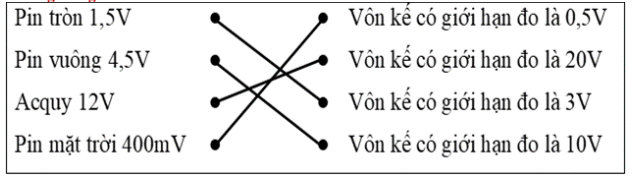 Pin tròn 1,5V Vôn kế có giới hạn đo là 0,5V
Pin vuông 4,5V Vôn kế có giới hạn đo là 20V
Acquy 12V Vôn kế có giới hạn đo là 3V
Pin mặt trời 400mV Vôn kế có giới hạn đo là 10V